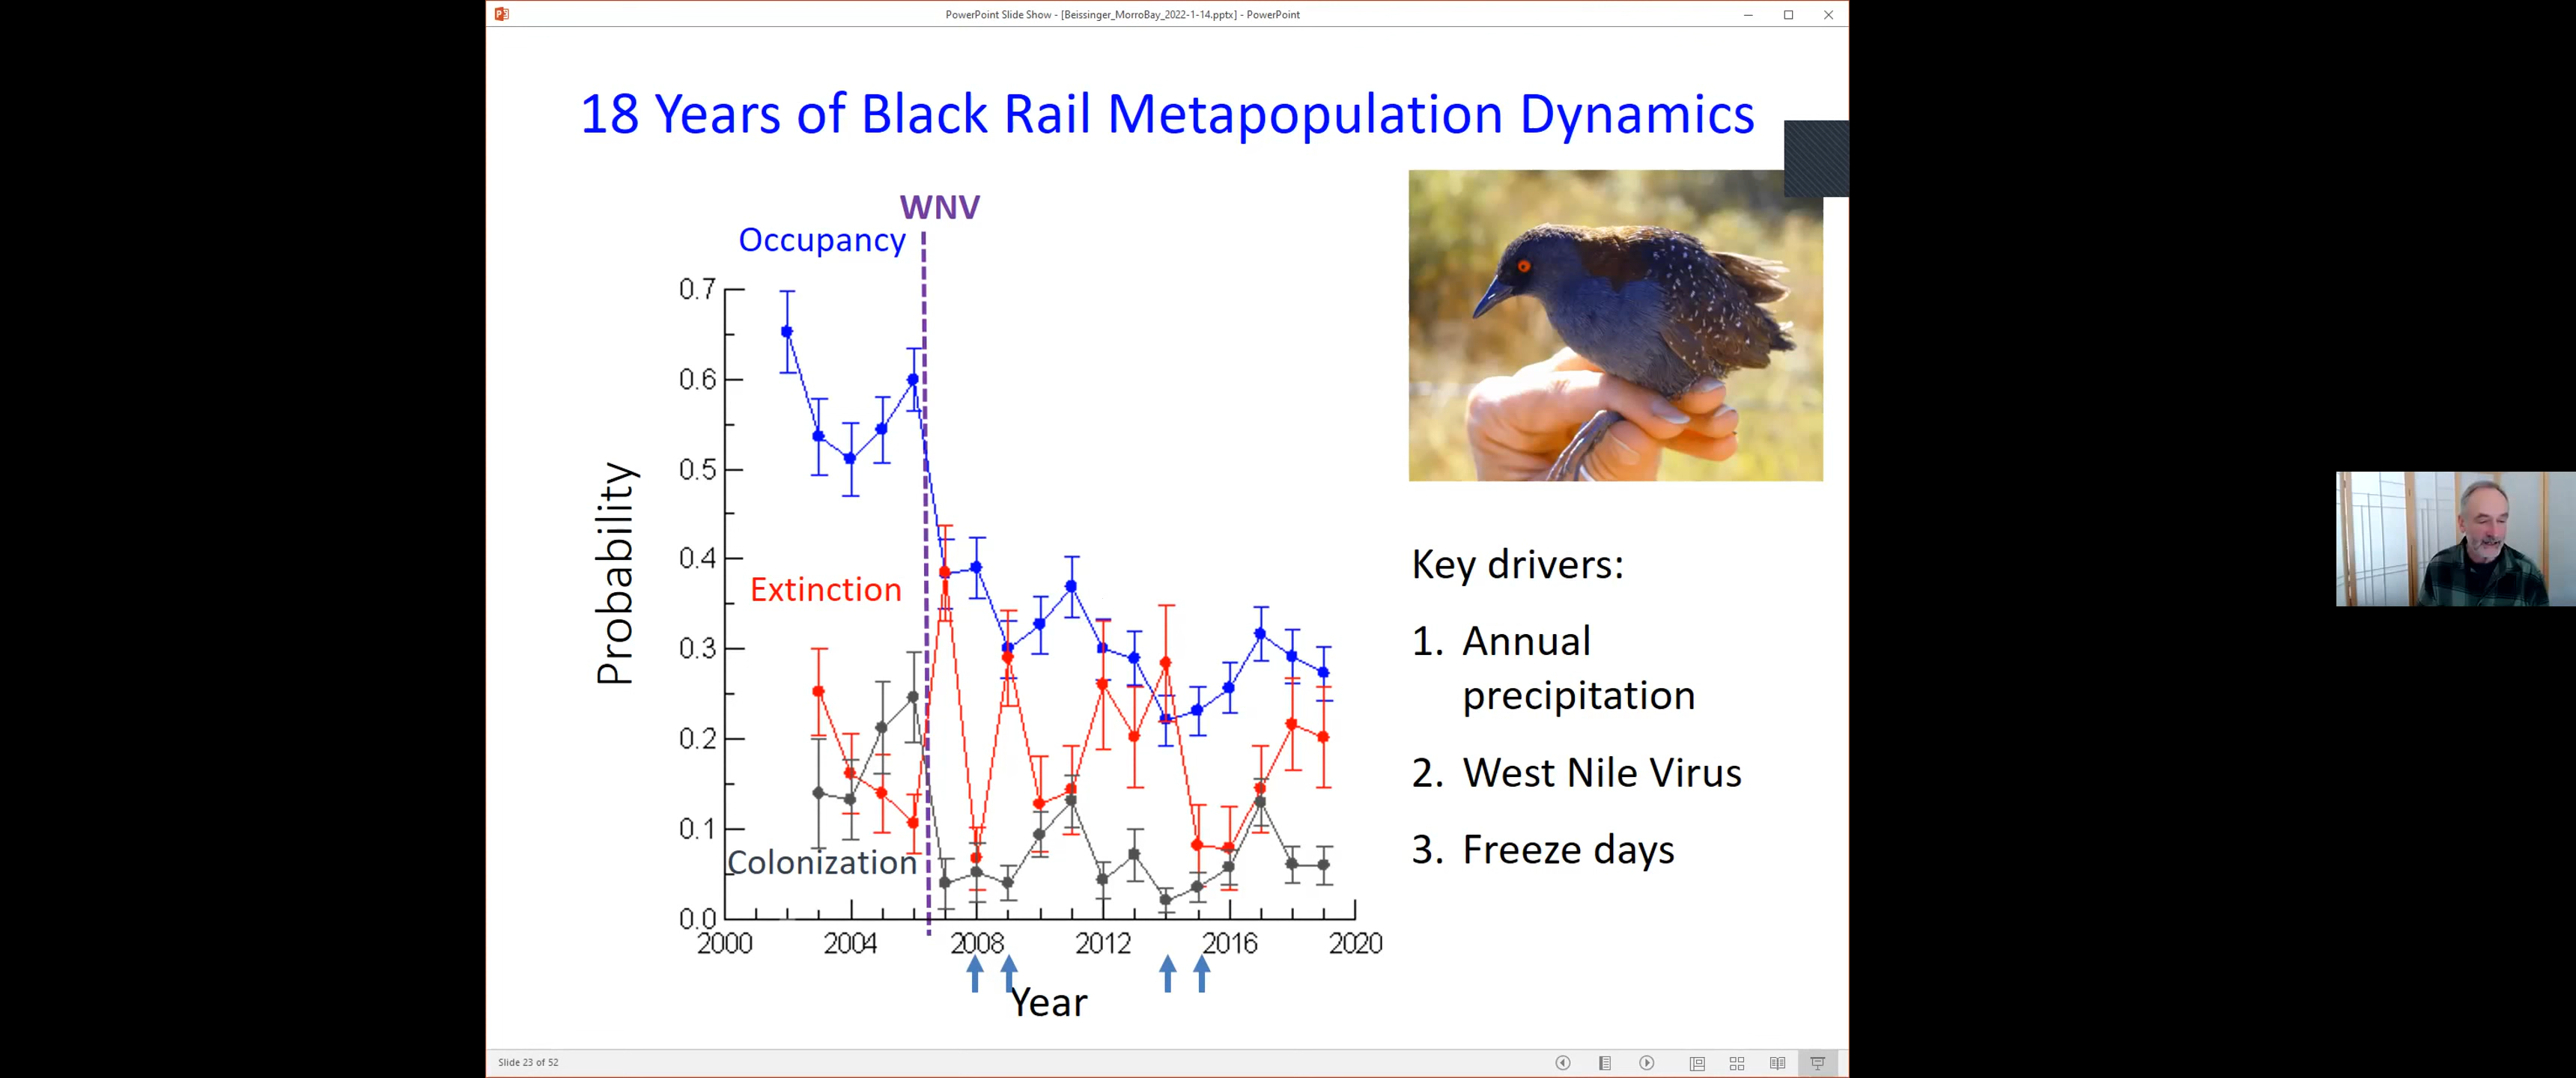 PowerPoint Slide Show - [Beissinger_MorroBay_2022-1-14.pptx] - PowerPoint
18 Years of Black Rail Metapopulation Dynamics
WNV
Occupancy
Extinction
Colonization
Probability
0.7
0.6
0.5
0.4
0.3
0.2
0.1
0.0
2000 2004 2008 2012 2016 2020
Year
Key drivers:
1. Annual
precipitation
2. West Nile Virus
3. Freeze days
Slide 23 of 52